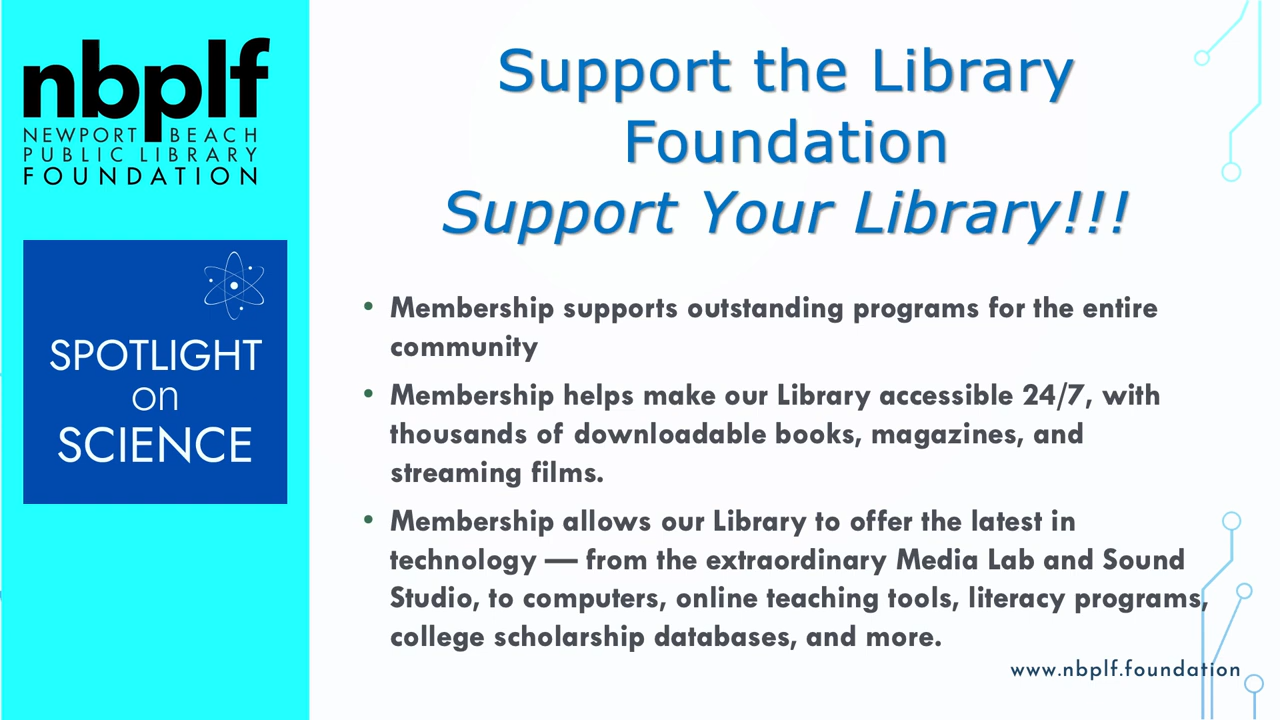 nbplf
NEWPORT BEACH
PUBLIC LIBRARY
FOUNDATION
SPOTLIGHT
on
SCIENCE
Support the Library
Foundation
Support Your Library!!!
• Membership supports outstanding programs for the entire
community
• Membership helps make our Library accessible 24/7, with
thousands of downloadable books, magazines, and
streaming films.
• Membership allows our Library to offer the latest in
technology — from the extraordinary Media Lab and Sound
Studio, to computers, online teaching tools, literacy programs,
college scholarship databases, and more.
www.nbplf.foundation